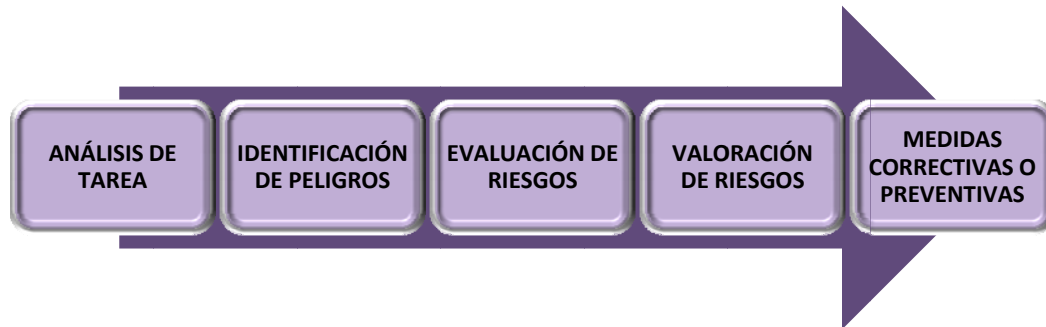 ANÁLISIS DE
TAREA
IDENTIFICACIÓN
DE PELIGROS
EVALUACIÓN DE
RIESGOS
VALORACIÓN
DE RIESGOS
MEDIDAS
CORRECTIVAS O
PREVENTIVAS